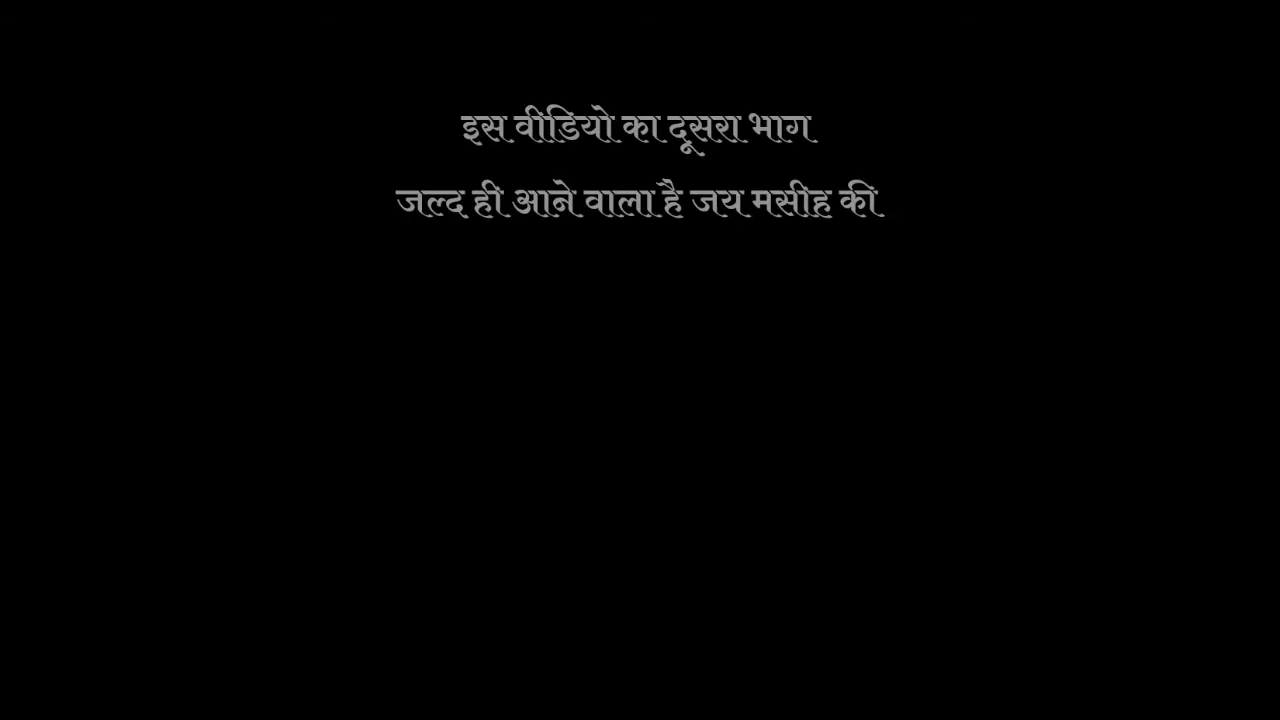 इस वीडियो का दूसरा भाग
जल्द ही आने वाला है जय मसीह की